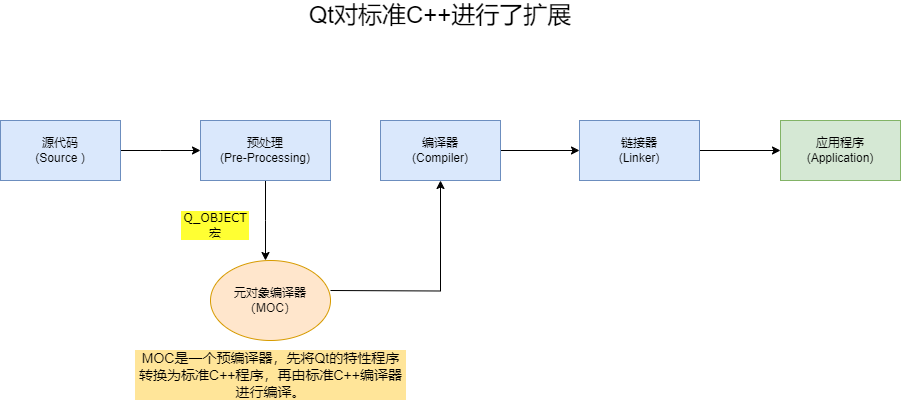 Qt对标准C++进行了扩展
源代码
(Source )
预处理
(Pre-Processing)
编译器
(Compiler)
链接器
(Linker)
应用程序
(Application)
Q_OBJECT
宏
元对象编译器
（MOC）
MOC是一个预编译器，先将Qt的特性程序
转换为标准C++程序，再由标准C++编译器
进行编译。